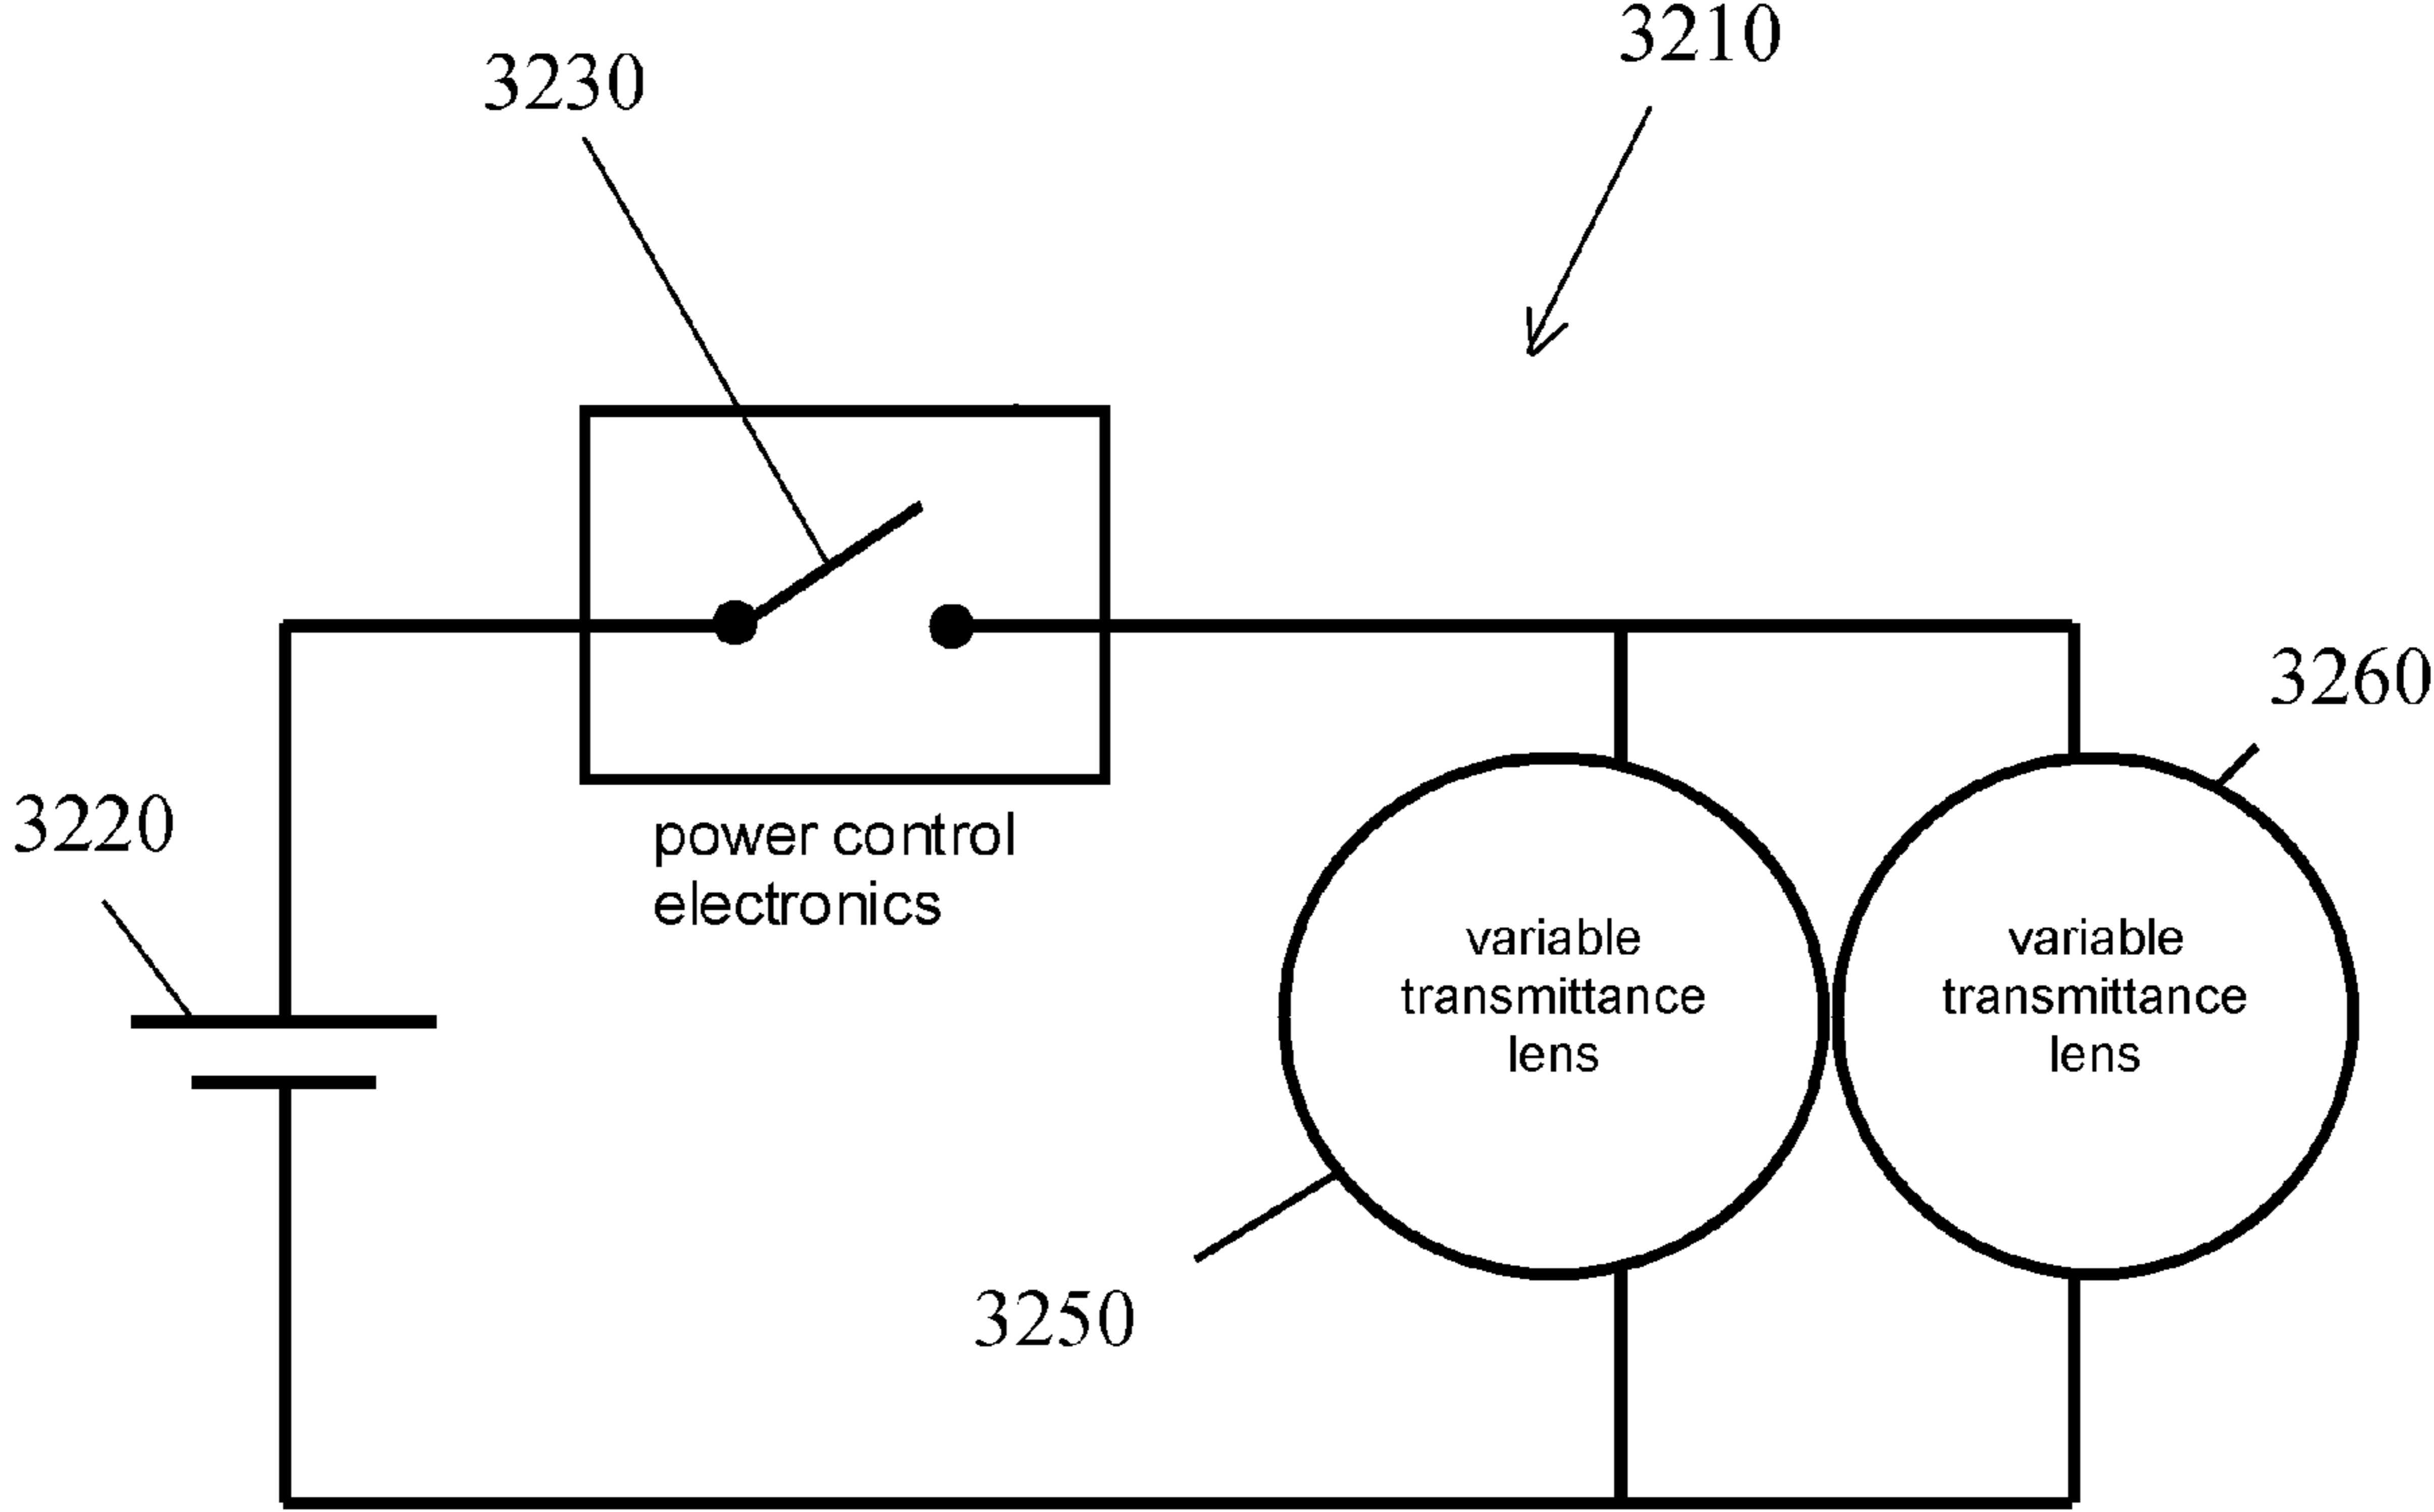 3210
3230
3260
3220
power control
electronics
variable
transmittance
lens
variable
transmittance
lens
3250